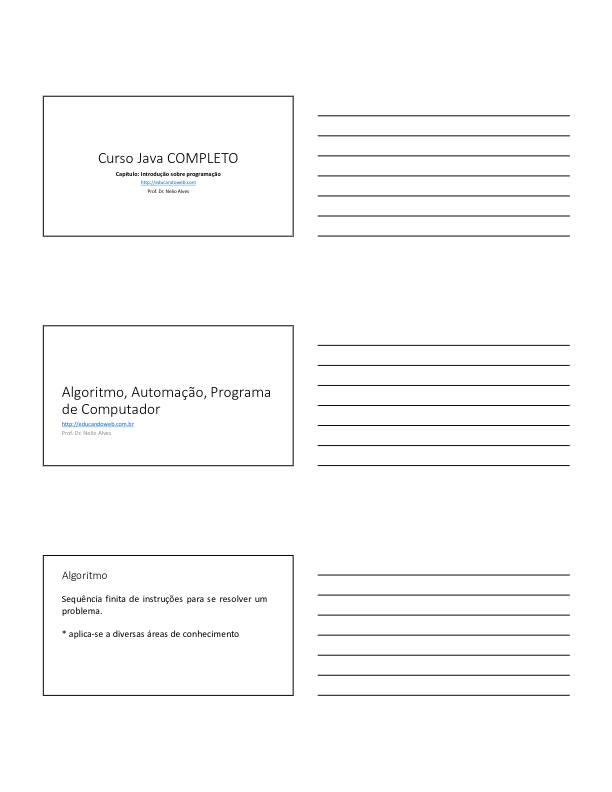 Curso Java COMPLETO
Capítulo: Introdução sobre programação
http://educandoweb.com
Prof. Dr. Nelio Alves
Algoritmo, Automação, Programa
de Computador
http://educandoweb.com.br
Prof. Dr. Nelio Alves
Algoritmo
Sequência finita de instruções para se resolver um
problema.
* aplica-se a diversas áreas de conhecimento